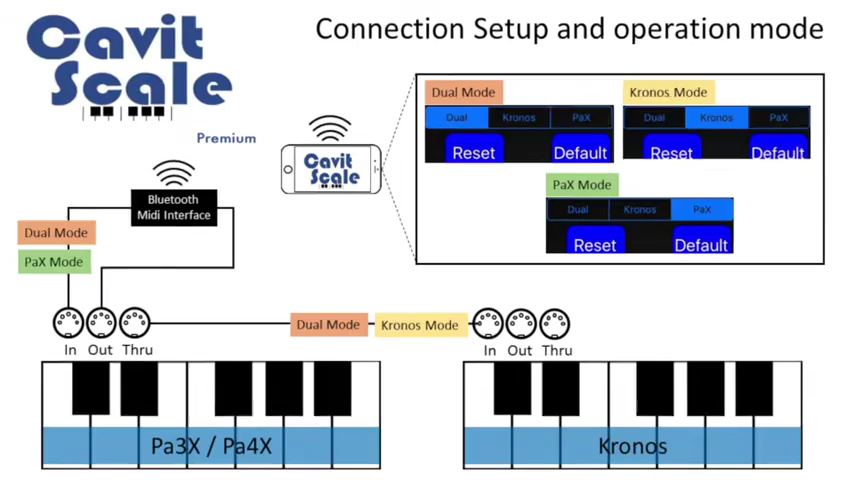 Cavit
Scale
Premium
Connection Setup and operation mode
Dual Mode
Dual Kronos PaX
Reset Default
Kronos Mode
Dual Kronos PaX
Reset Default
PaX Mode
Dual Kronos PaX
Reset Default
Cavit
Scale
Bluetooth
Midi Interface
Dual Mode
PaX Mode
Dual Mode
Kronos Mode
In Out Thru
In Out Thru
Pa3X / Pa4X
Kronos